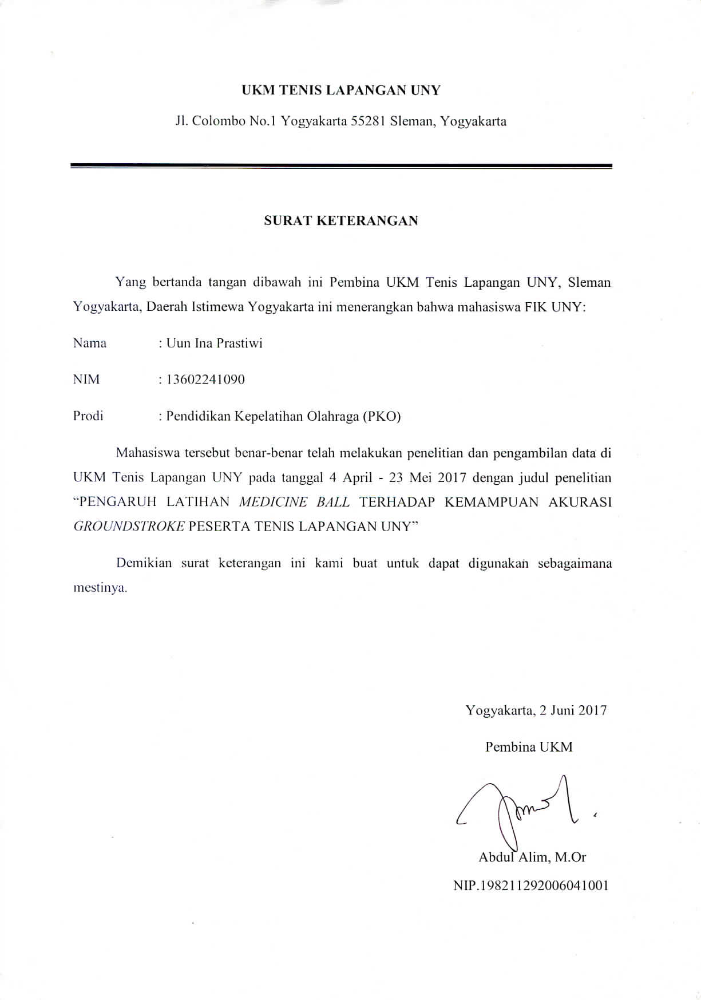 UKM TENIS LAPANGAN UNY
Jl. Colombo No.1 Yogyakarta 55281 Sleman, Yogyakarta
SURAT KETERANGAN
Yang bertanda tangan dibawah ini Pembina UKM Tenis Lapangan UNY, Sleman
Yogyakarta, Daerah Istimewa Yogyakarta ini menerangkan bahwa mahasiswa FIK UNY:
Nama : Uun Ina Prastiwi
NIM : 13602241090
Prodi : Pendidikan Kepelatihan Olahraga (PKO)
Mahasiswa tersebut benar-benar telah melakukan penelitian dan pengambilan data di
UKM Tenis Lapangan UNY pada tanggal 4 April - 23 Mei 2017 dengan judul penelitian
“PENGARUH LATIHAN MEDICINE BALL TERHADAP KEMAMPUAN AKURASI
GROUNDSTROKE PESERTA TENIS LAPANGAN UNY”
Demikian surat keterangan ini kami buat untuk dapat digunakan sebagaimana
mestinya.
Yogyakarta, 2 Juni 2017
Pembina UKM
Abdul Alim, M.Or
NIP.198211292006041001